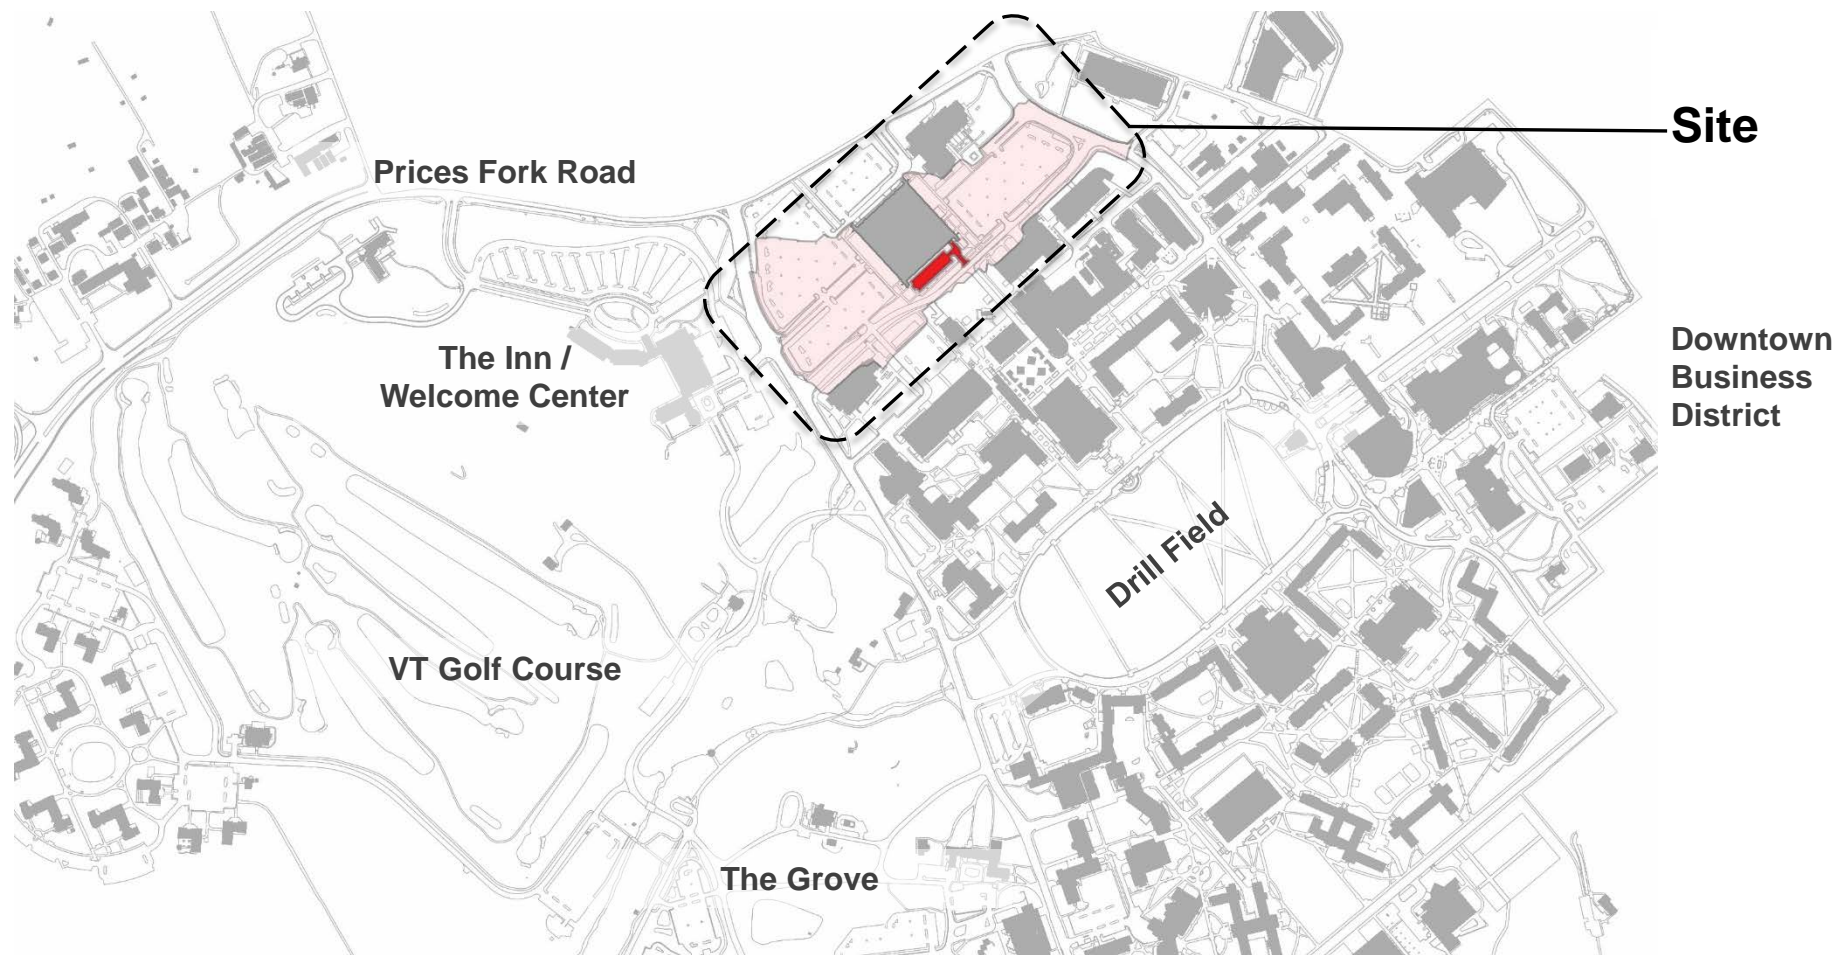 Site
Prices Fork Road
The Inn /
Welcome Center
Downtown
Business
District
Drill Field
VT Golf Course
The Grove